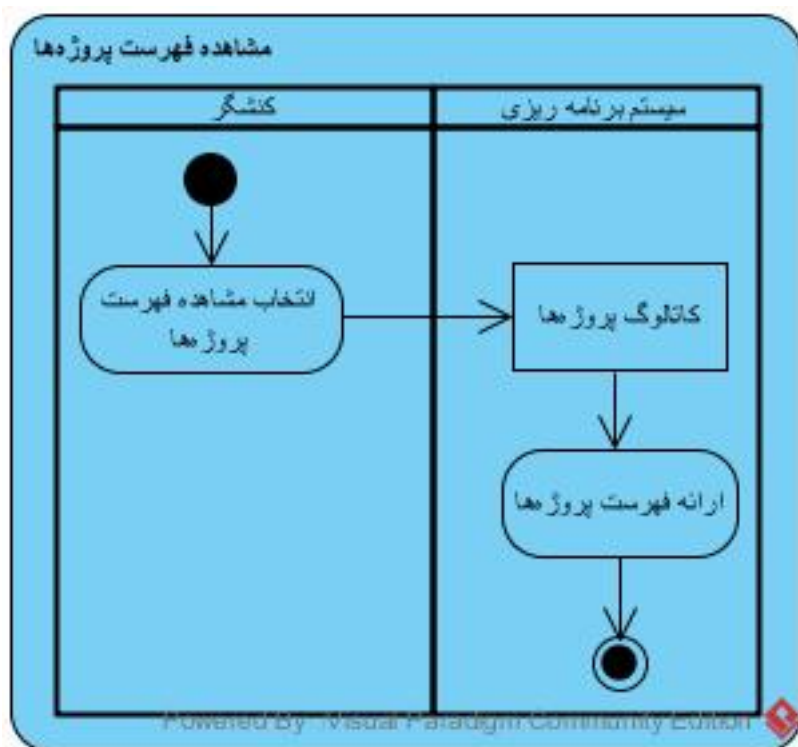 مشاهده فهرست پروژه‌ها
کنشگر
سیستم برنامه ریزی
انتخاب مشاهده فهرست
پروژه‌ها
کاتالوگ پروژه‌ها
ارائه فهرست پروژه‌ها
Powered By Visual Paradigm Community Edition